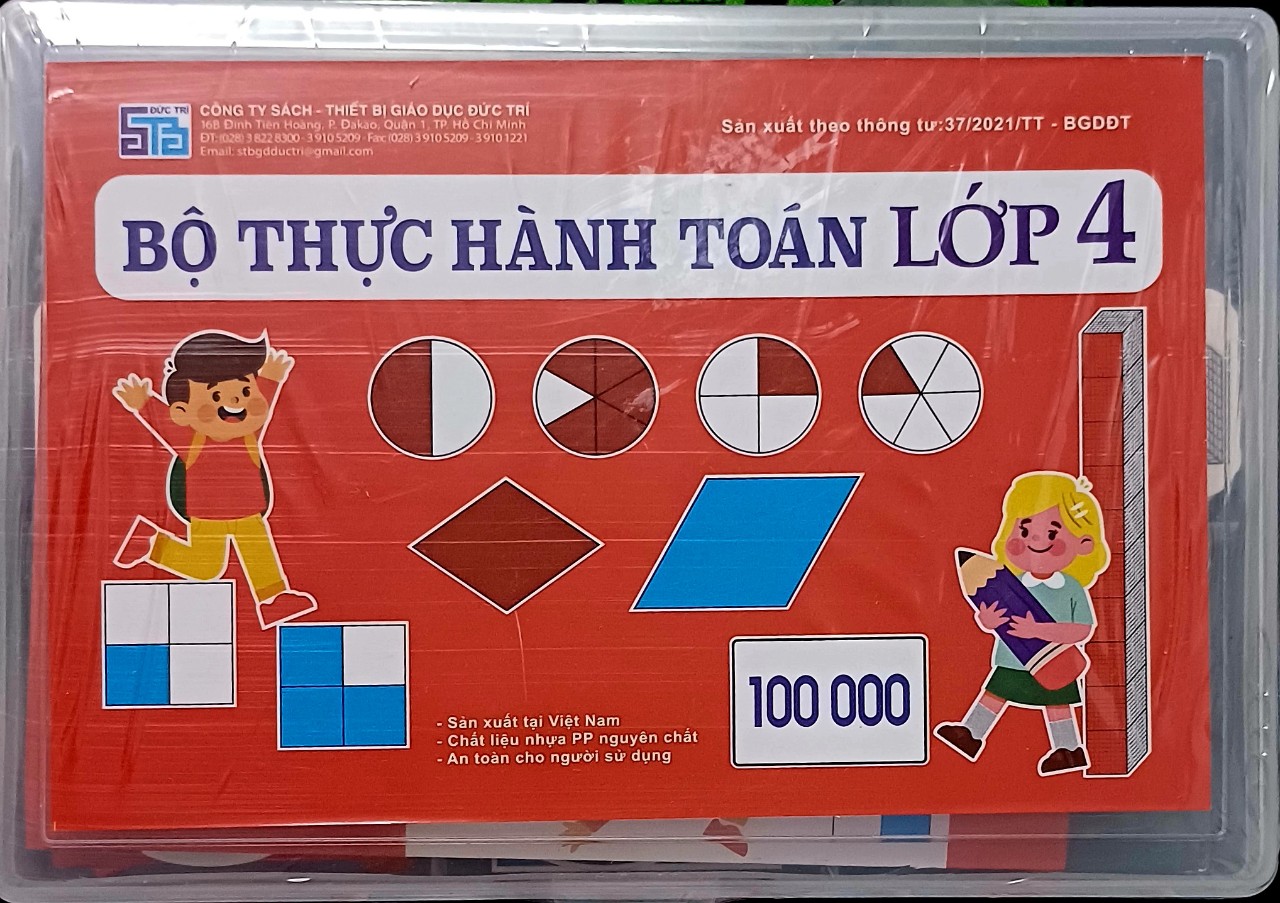 ĐỨC TRÍ
STB
CÔNG TY SÁCH - THIẾT BỊ GIÁO DỤC ĐỨC TRÍ
16B Đinh Tiên Hoàng, P. Đakao, Quận 1, TP. Hồ Chí Minh
ĐT: (028) 3 822 8300 - 3 910 5209 - Fax: (028) 3 910 5209 - 3 910 1221
Email: stbgdductri@gmail.com
Sản xuất theo thông tư:37/2021/TT - BGDĐT
BỘ THỰC HÀNH TOÁN LỚP 4
100 000
- Sản xuất tại Việt Nam
- Chất liệu nhựa PP nguyên chất
- An toàn cho người sử dụng